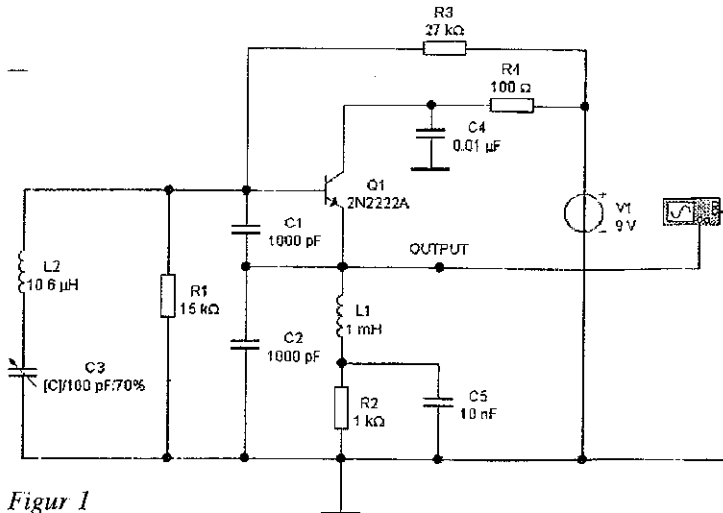 R3
27 kΩ
R4
100 Ω
C4
0.01 µF
Q1
2N2222A
C1
1000 pF
V1
9 V
L2
10.6 µH
OUTPUT
R1
15 kΩ
L1
1 mH
C2
1000 pF
C3
[C]/100 pF/70%
R2
1 kΩ
C5
10 nF
Figur 1